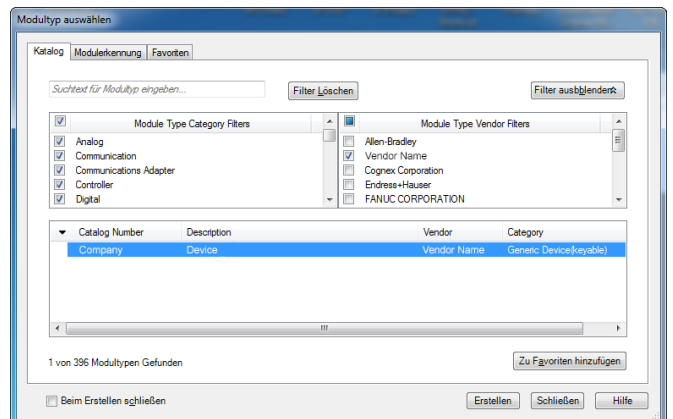 Modultyp auswählen
Katalog Modulerkennung Favoriten
Suchtext für Modultyp eingeben...
Filter Löschen
Filter ausbblenden
Module Type Category Filters
Module Type Vendor Filters
Analog
Allen-Bradley
Communication
Vendor Name
Communications Adapter
Cognex Corporation
Controller
Endress+Hauser
Digital
FANUC CORPORATION
Catalog Number Description Vendor Category
Company Device Vendor Name Generic Device(keyable)
1 von 396 Modultypen Gefunden
Zu Favoriten hinzufügen
Beim Erstellen schließen
Erstellen Schließen Hilfe